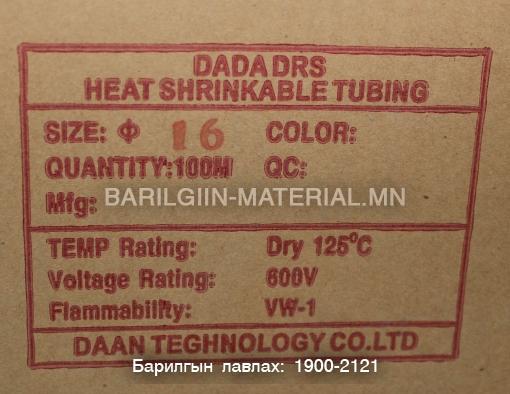 DADA DRS
HEAT SHRINKABLE TUBING
SIZE: Φ 16 COLOR:
QUANTITY:100M QC:
Mfg: BARILGIIN-MATERIAL.MN
TEMP Rating: Dry 125°C
Voltage Rating: 600V
Flammability: VW-1
DAAN TEGHNOLOGY CO.LTD
Барилгын лавлах: 1900-2121